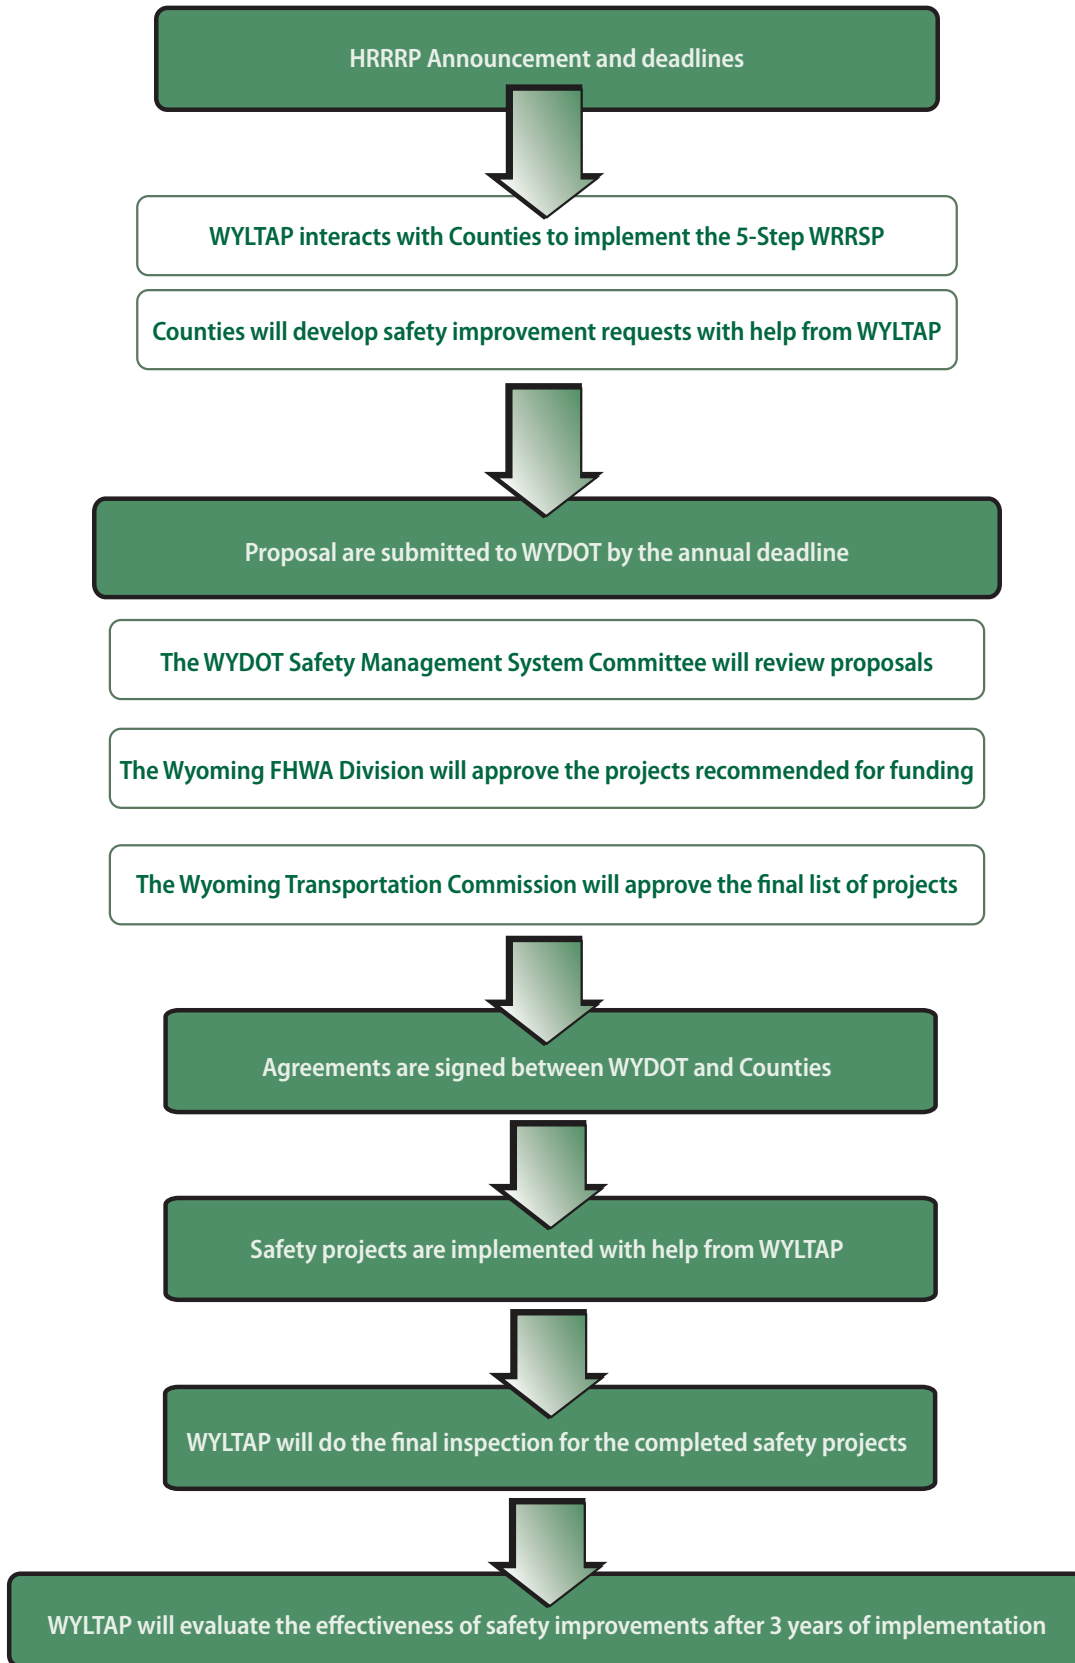 HRRRP Announcement and deadlines
WYLTAP interacts with Counties to implement the 5-Step WRRSP
Counties will develop safety improvement requests with help from WYLTAP
Proposal are submitted to WYDOT by the annual deadline
The WYDOT Safety Management System Committee will review proposals
The Wyoming FHWA Division will approve the projects recommended for funding
The Wyoming Transportation Commission will approve the final list of projects
Agreements are signed between WYDOT and Counties
Safety projects are implemented with help from WYLTAP
WYLTAP will do the final inspection for the completed safety projects
WYLTAP will evaluate the effectiveness of safety improvements after 3 years of implementation